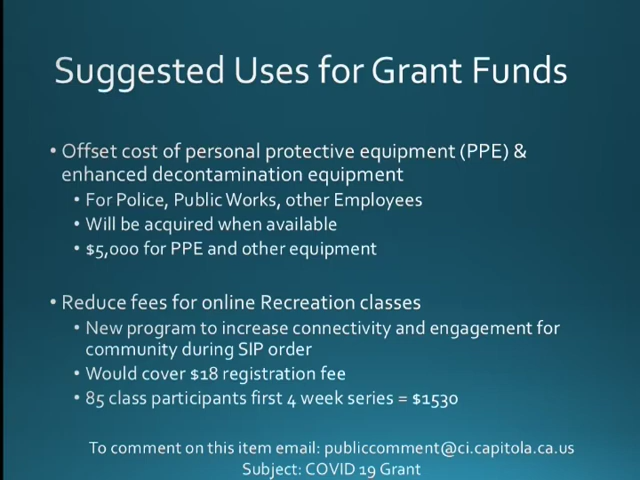 Suggested Uses for Grant Funds
• Offset cost of personal protective equipment (PPE) &
enhanced decontamination equipment
• For Police, Public Works, other Employees
• Will be acquired when available
• $5,000 for PPE and other equipment
• Reduce fees for online Recreation classes
• New program to increase connectivity and engagement for
community during SIP order
• Would cover $18 registration fee
• 85 class participants first 4 week series = $1530
To comment on this item email: publiccomment@ci.capitola.ca.us
Subject: COVID 19 Grant